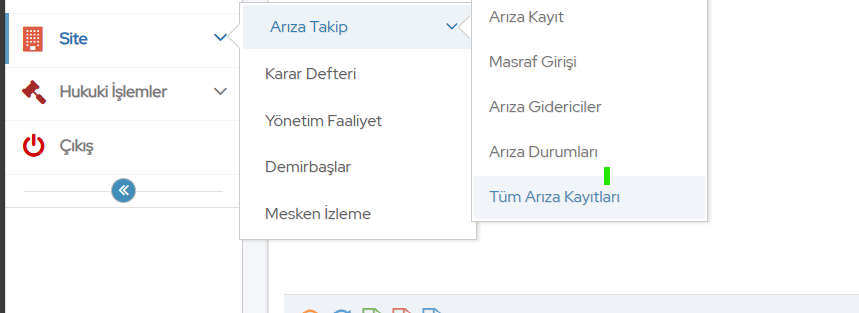 Site
Hukuki İşlemler
Çıkış
Arıza Takip
Karar Defteri
Yönetim Faaliyet
Demirbaşlar
Mesken İzleme
Arıza Kayıt
Masraf Girişi
Arıza Gidericiler
Arıza Durumları
Tüm Arıza Kayıtları